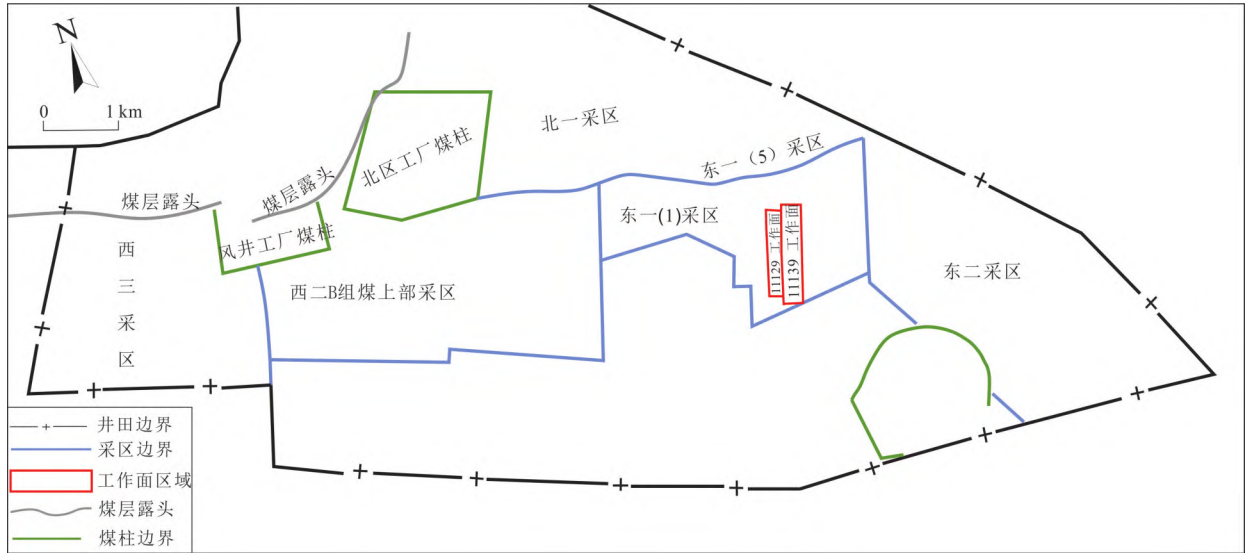 N
0 1 km
北一采区
北区工厂煤柱
东一（5）采区
煤层露头
煤层露头
风井工厂煤柱
东一(1)采区
11129 工作面
11139 工作面
西三采区
西二B组煤上部采区
东二采区
井田边界
采区边界
工作面区域
煤层露头
煤柱边界